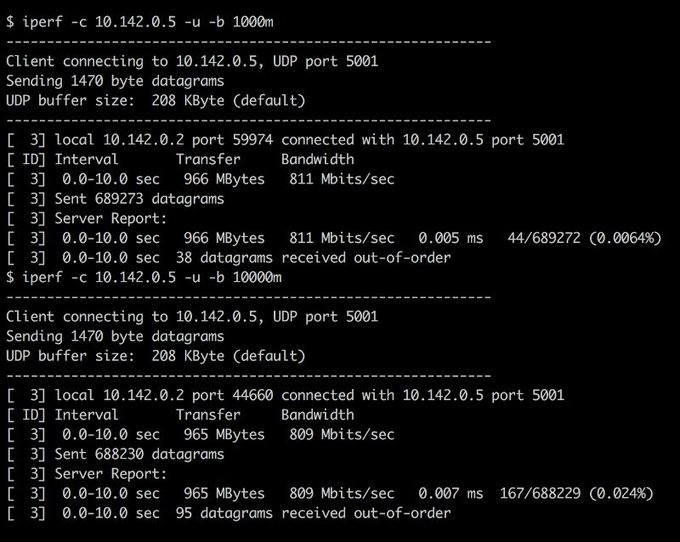 $ iperf -c 10.142.0.5 -u -b 1000m
------------------------------------------------------------
Client connecting to 10.142.0.5, UDP port 5001
Sending 1470 byte datagrams
UDP buffer size:  208 KByte (default)
------------------------------------------------------------
[  3] local 10.142.0.2 port 59974 connected with 10.142.0.5 port 5001
[ ID] Interval       Transfer     Bandwidth
[  3]  0.0-10.0 sec   966 MBytes   811 Mbits/sec
[  3] Sent 689273 datagrams
[  3] Server Report:
[  3]  0.0-10.0 sec   966 MBytes   811 Mbits/sec   0.005 ms   44/689272 (0.0064%)
[  3]  0.0-10.0 sec  38 datagrams received out-of-order
$ iperf -c 10.142.0.5 -u -b 10000m
------------------------------------------------------------
Client connecting to 10.142.0.5, UDP port 5001
Sending 1470 byte datagrams
UDP buffer size:  208 KByte (default)
------------------------------------------------------------
[  3] local 10.142.0.2 port 44660 connected with 10.142.0.5 port 5001
[ ID] Interval       Transfer     Bandwidth
[  3]  0.0-10.0 sec   965 MBytes   809 Mbits/sec
[  3] Sent 688230 datagrams
[  3] Server Report:
[  3]  0.0-10.0 sec   965 MBytes   809 Mbits/sec   0.007 ms  167/688229 (0.024%)
[  3]  0.0-10.0 sec  95 datagrams received out-of-order